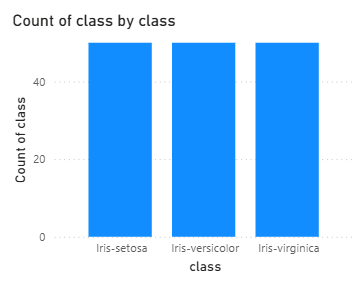 Count of class by class
Count of class
40
20
0
Iris-setosa
Iris-versicolor
Iris-virginica
class